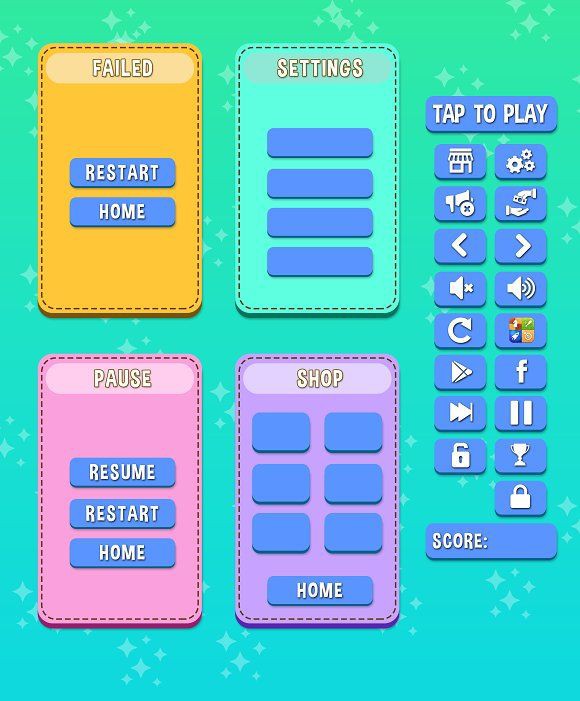 FAILED
RESTART
HOME
SETTINGS
PAUSE
RESUME
RESTART
HOME
SHOP
HOME
TAP TO PLAY
SCORE: